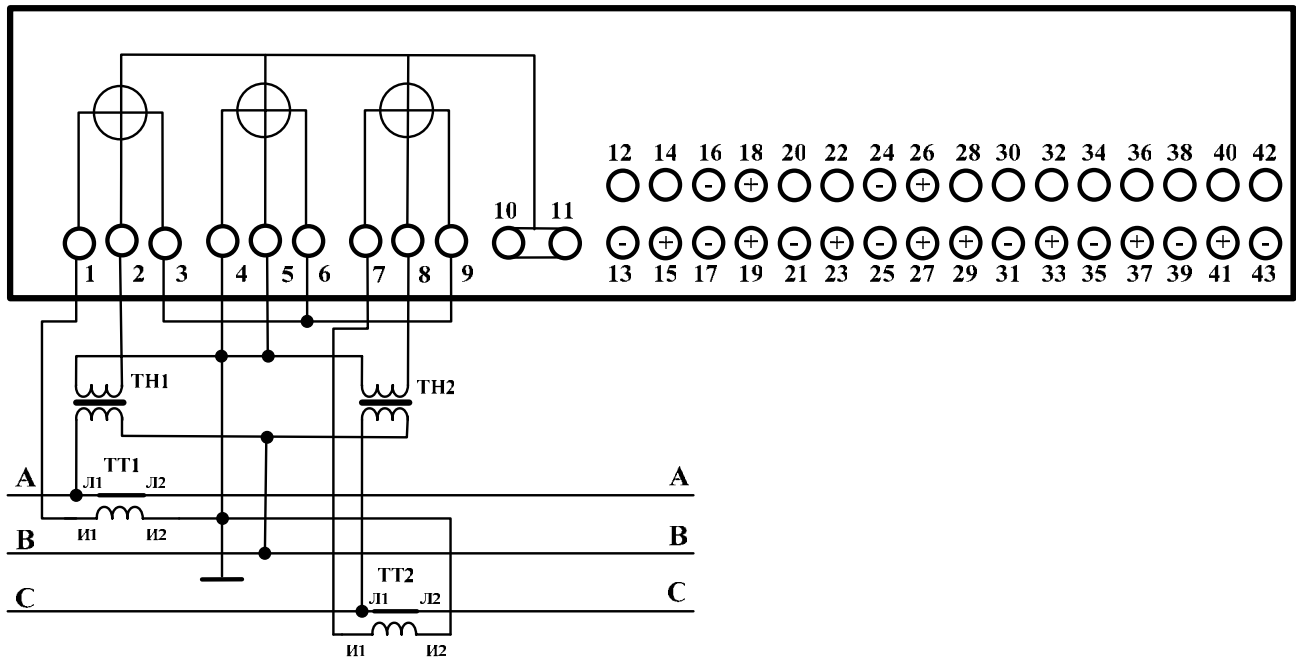 12 14 16 18 20 22 24 26 28 30 32 34 36 38 40 42
- + - +
10 11
- + - + - + - + + - + - + - + -
1 2 3 4 5 6 7 8 9
13 15 17 19 21 23 25 27 29 31 33 35 37 39 41 43
ТН1 ТН2
ТТ1
A Л1 Л2 A
И1 И2
B B
ТТ2
C Л1 Л2 C
И1 И2